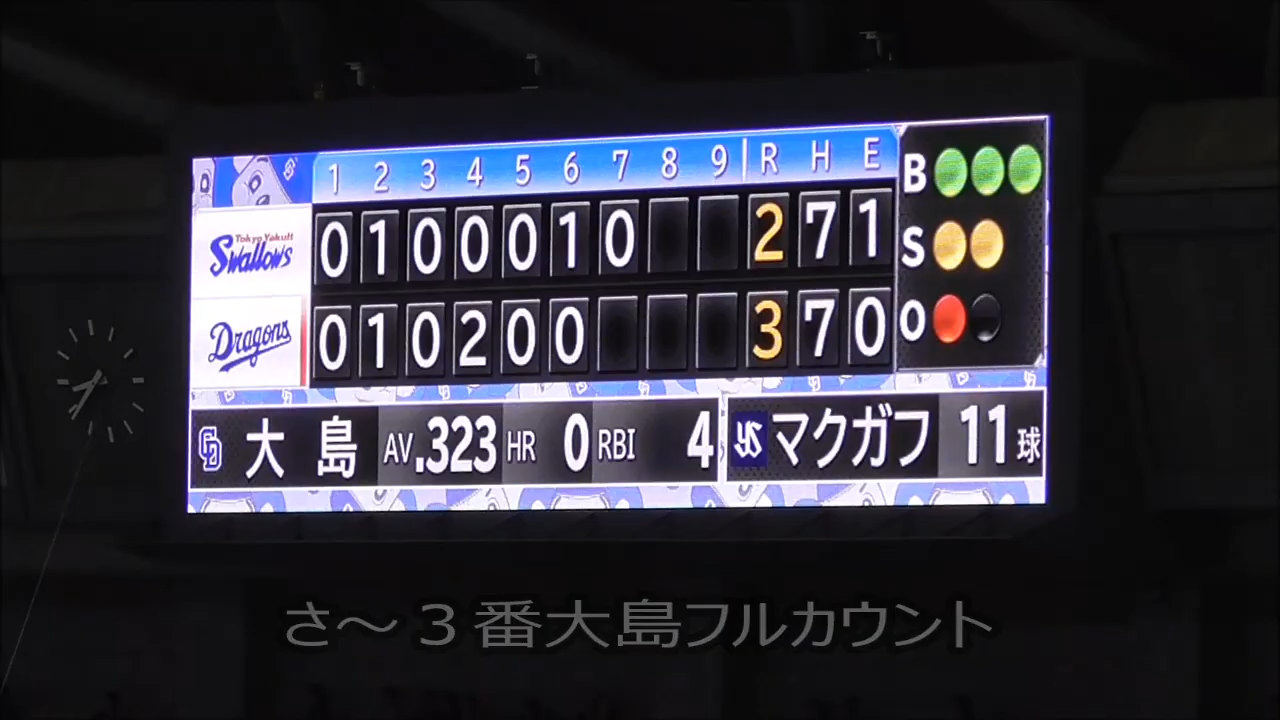 1 2 3 4 5 6 7 8 9 R H E
Tokyo Yakult
Swallows 0 1 0 0 0 1 0 2 7 1
Dragons 0 1 0 2 0 0 3 7 0
B
S
O
CD 大島 AV .323 HR 0 RBI 4
YS マクガフ 11球
さ～３番大島フルカウント